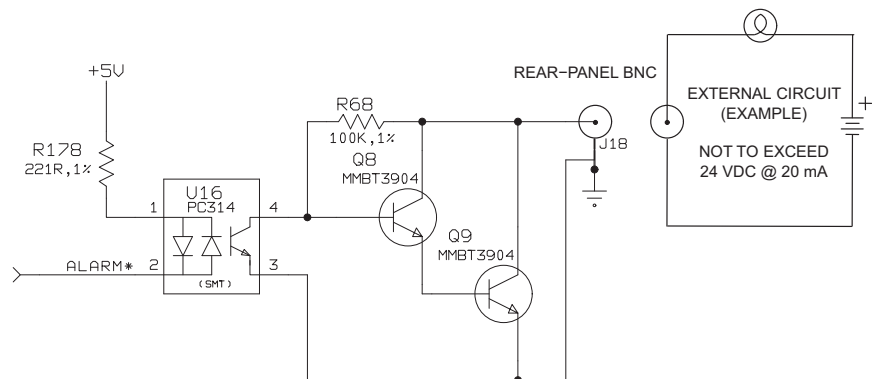 +5V
R178
221R,1%
U16
PC314
1
2
4
3
(SMT)
ALARM*
R68
100K,1%
Q8
MMBT3904
Q9
MMBT3904
REAR-PANEL BNC
J18
EXTERNAL CIRCUIT
(EXAMPLE)
NOT TO EXCEED
24 VDC @ 20 mA
+